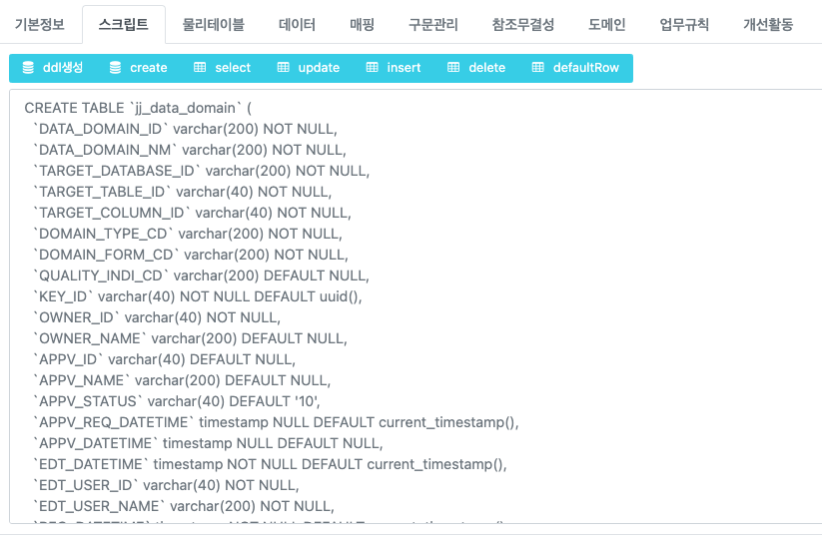 기본정보 스크립트 물리테이블 데이터 매핑 구문관리 참조무결성 도메인 업무규칙 개선활동
ddl생성 create select update insert delete defaultRow
CREATE TABLE `jj_data_domain` (
`DATA_DOMAIN_ID` varchar(200) NOT NULL,
`DATA_DOMAIN_NM` varchar(200) NOT NULL,
`TARGET_DATABASE_ID` varchar(200) NOT NULL,
`TARGET_TABLE_ID` varchar(40) NOT NULL,
`TARGET_COLUMN_ID` varchar(40) NOT NULL,
`DOMAIN_TYPE_CD` varchar(200) NOT NULL,
`DOMAIN_FORM_CD` varchar(200) NOT NULL,
`QUALITY_INDI_CD` varchar(200) DEFAULT NULL,
`KEY_ID` varchar(40) NOT NULL DEFAULT uuid(),
`OWNER_ID` varchar(40) NOT NULL,
`OWNER_NAME` varchar(200) DEFAULT NULL,
`APPV_ID` varchar(40) DEFAULT NULL,
`APPV_NAME` varchar(200) DEFAULT NULL,
`APPV_STATUS` varchar(40) DEFAULT '10',
`APPV_REQ_DATETIME` timestamp NULL DEFAULT current_timestamp(),
`APPV_DATETIME` timestamp NULL DEFAULT NULL,
`EDT_DATETIME` timestamp NOT NULL DEFAULT current_timestamp(),
`EDT_USER_ID` varchar(40) NOT NULL,
`EDT_USER_NAME` varchar(200) NOT NULL,